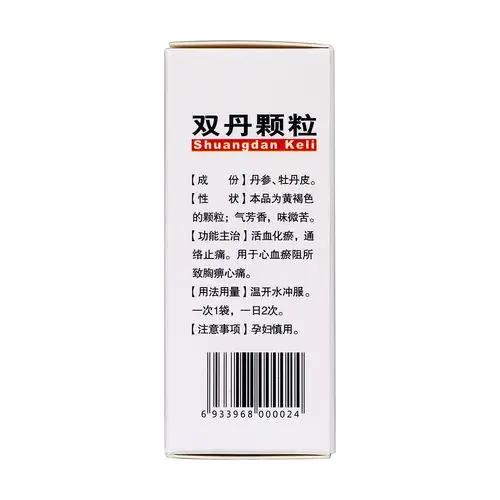 双丹颗粒
Shuangdan Keli
【成　份】丹参、牡丹皮。
【性　状】本品为黄褐色
的颗粒；气芳香，味微苦。
【功能主治】活血化瘀，通
络止痛。用于心血瘀阻所
致胸痹心痛。
【用法用量】温开水冲服。
一次1袋，一日2次。
【注意事项】孕妇慎用。
6 933968 000024